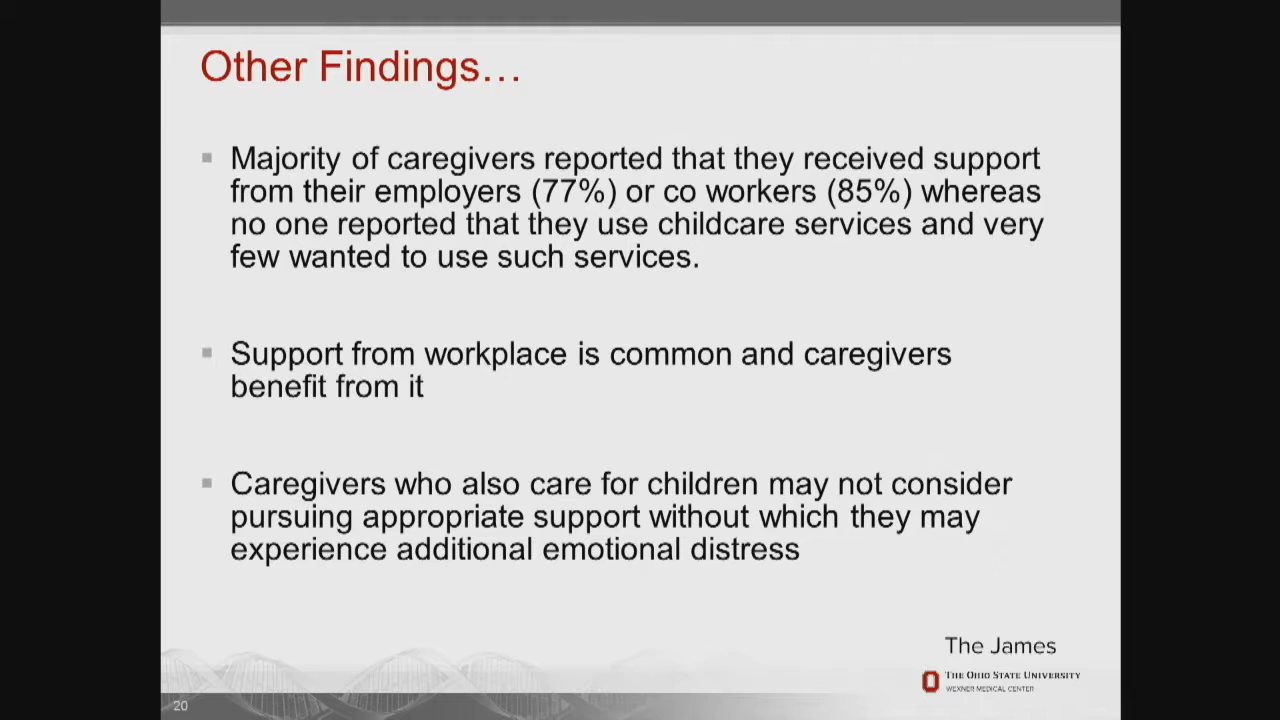 Other Findings…
Majority of caregivers reported that they received support
from their employers (77%) or co workers (85%) whereas
no one reported that they use childcare services and very
few wanted to use such services.
Support from workplace is common and caregivers
benefit from it
Caregivers who also care for children may not consider
pursuing appropriate support without which they may
experience additional emotional distress
The James
THE OHIO STATE UNIVERSITY
WEXNER MEDICAL CENTER
20